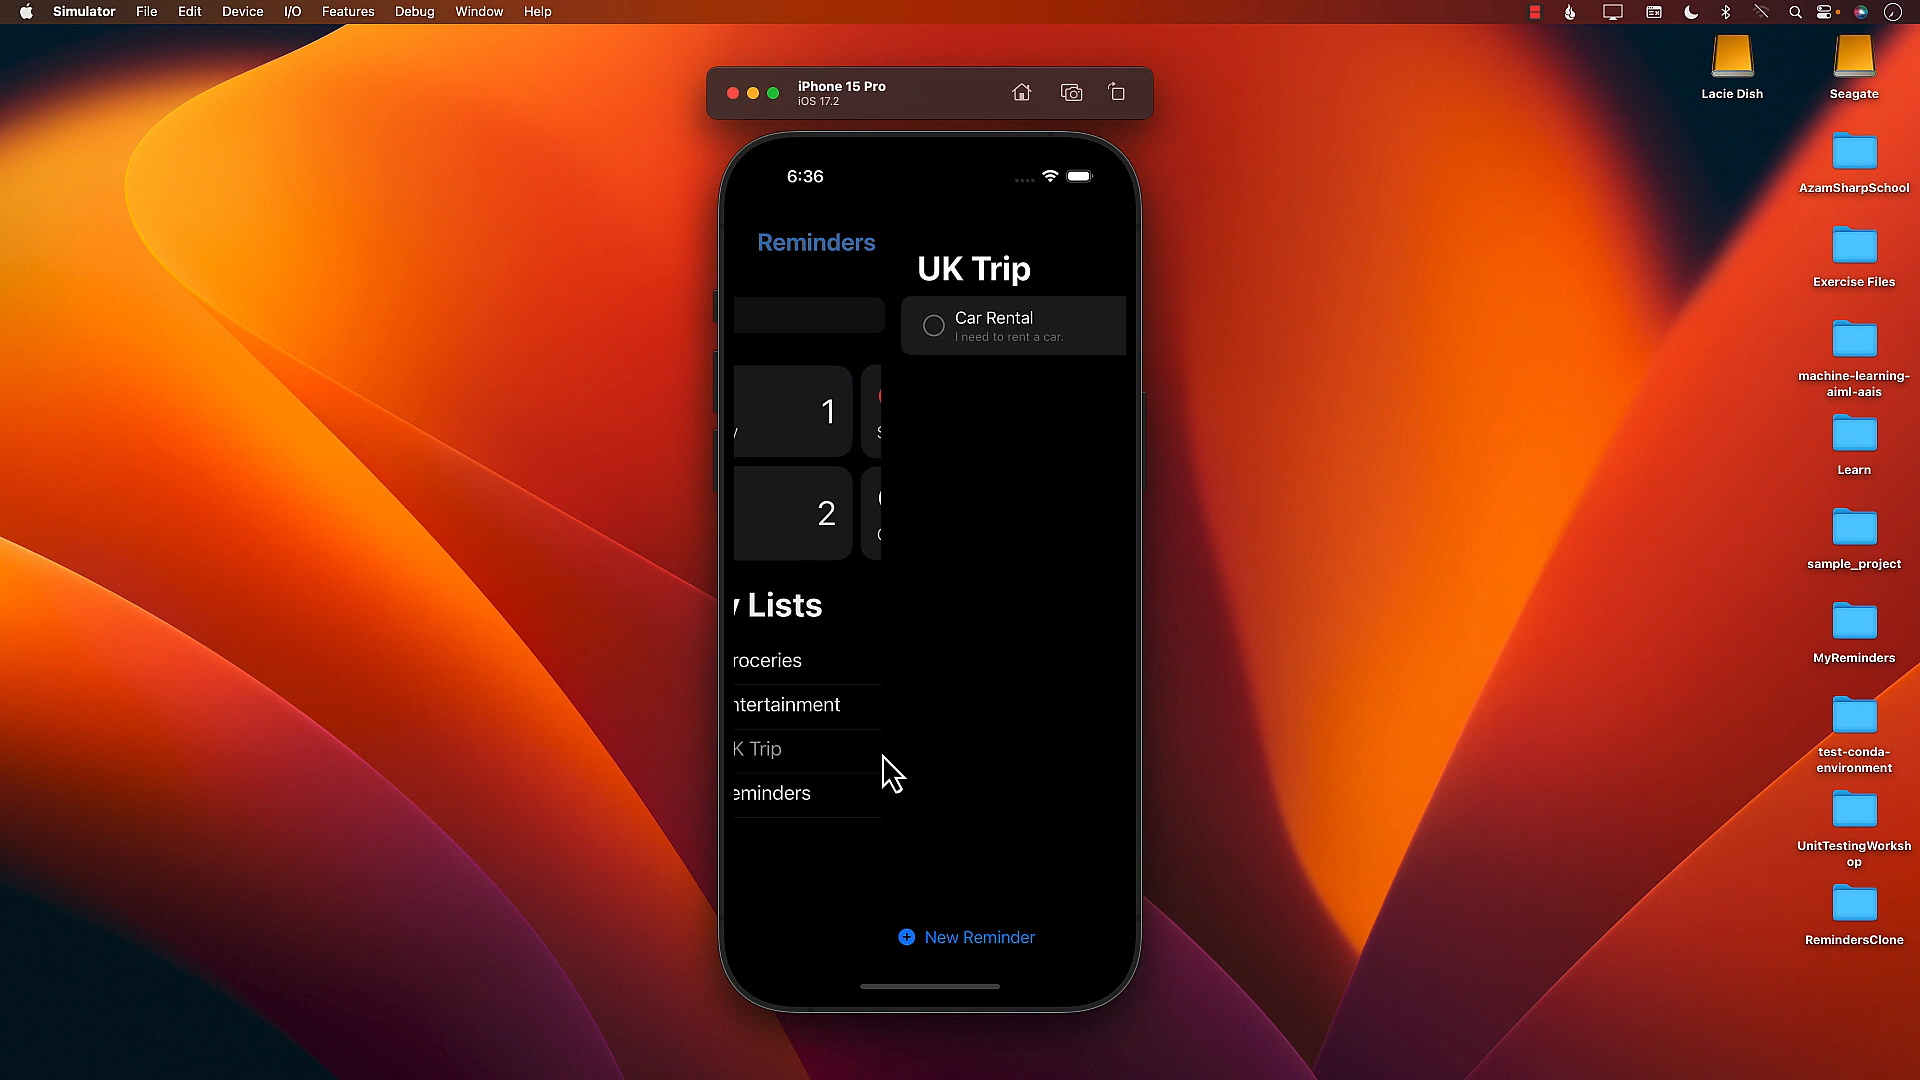 Simulator File Edit Device I/O Features Debug Window Help
iPhone 15 Pro
iOS 17.2
Lacie Dish
Seagate
AzamSharpSchool
Exercise Files
machine-learning-
aiml-aais
Learn
sample_project
MyReminders
test-conda-
environment
UnitTestingWorksh
op
RemindersClone
6:36
Reminders
1
2
y Lists
roceries
ntertainment
K Trip
eminders
UK Trip
Car Rental
I need to rent a car.
New Reminder